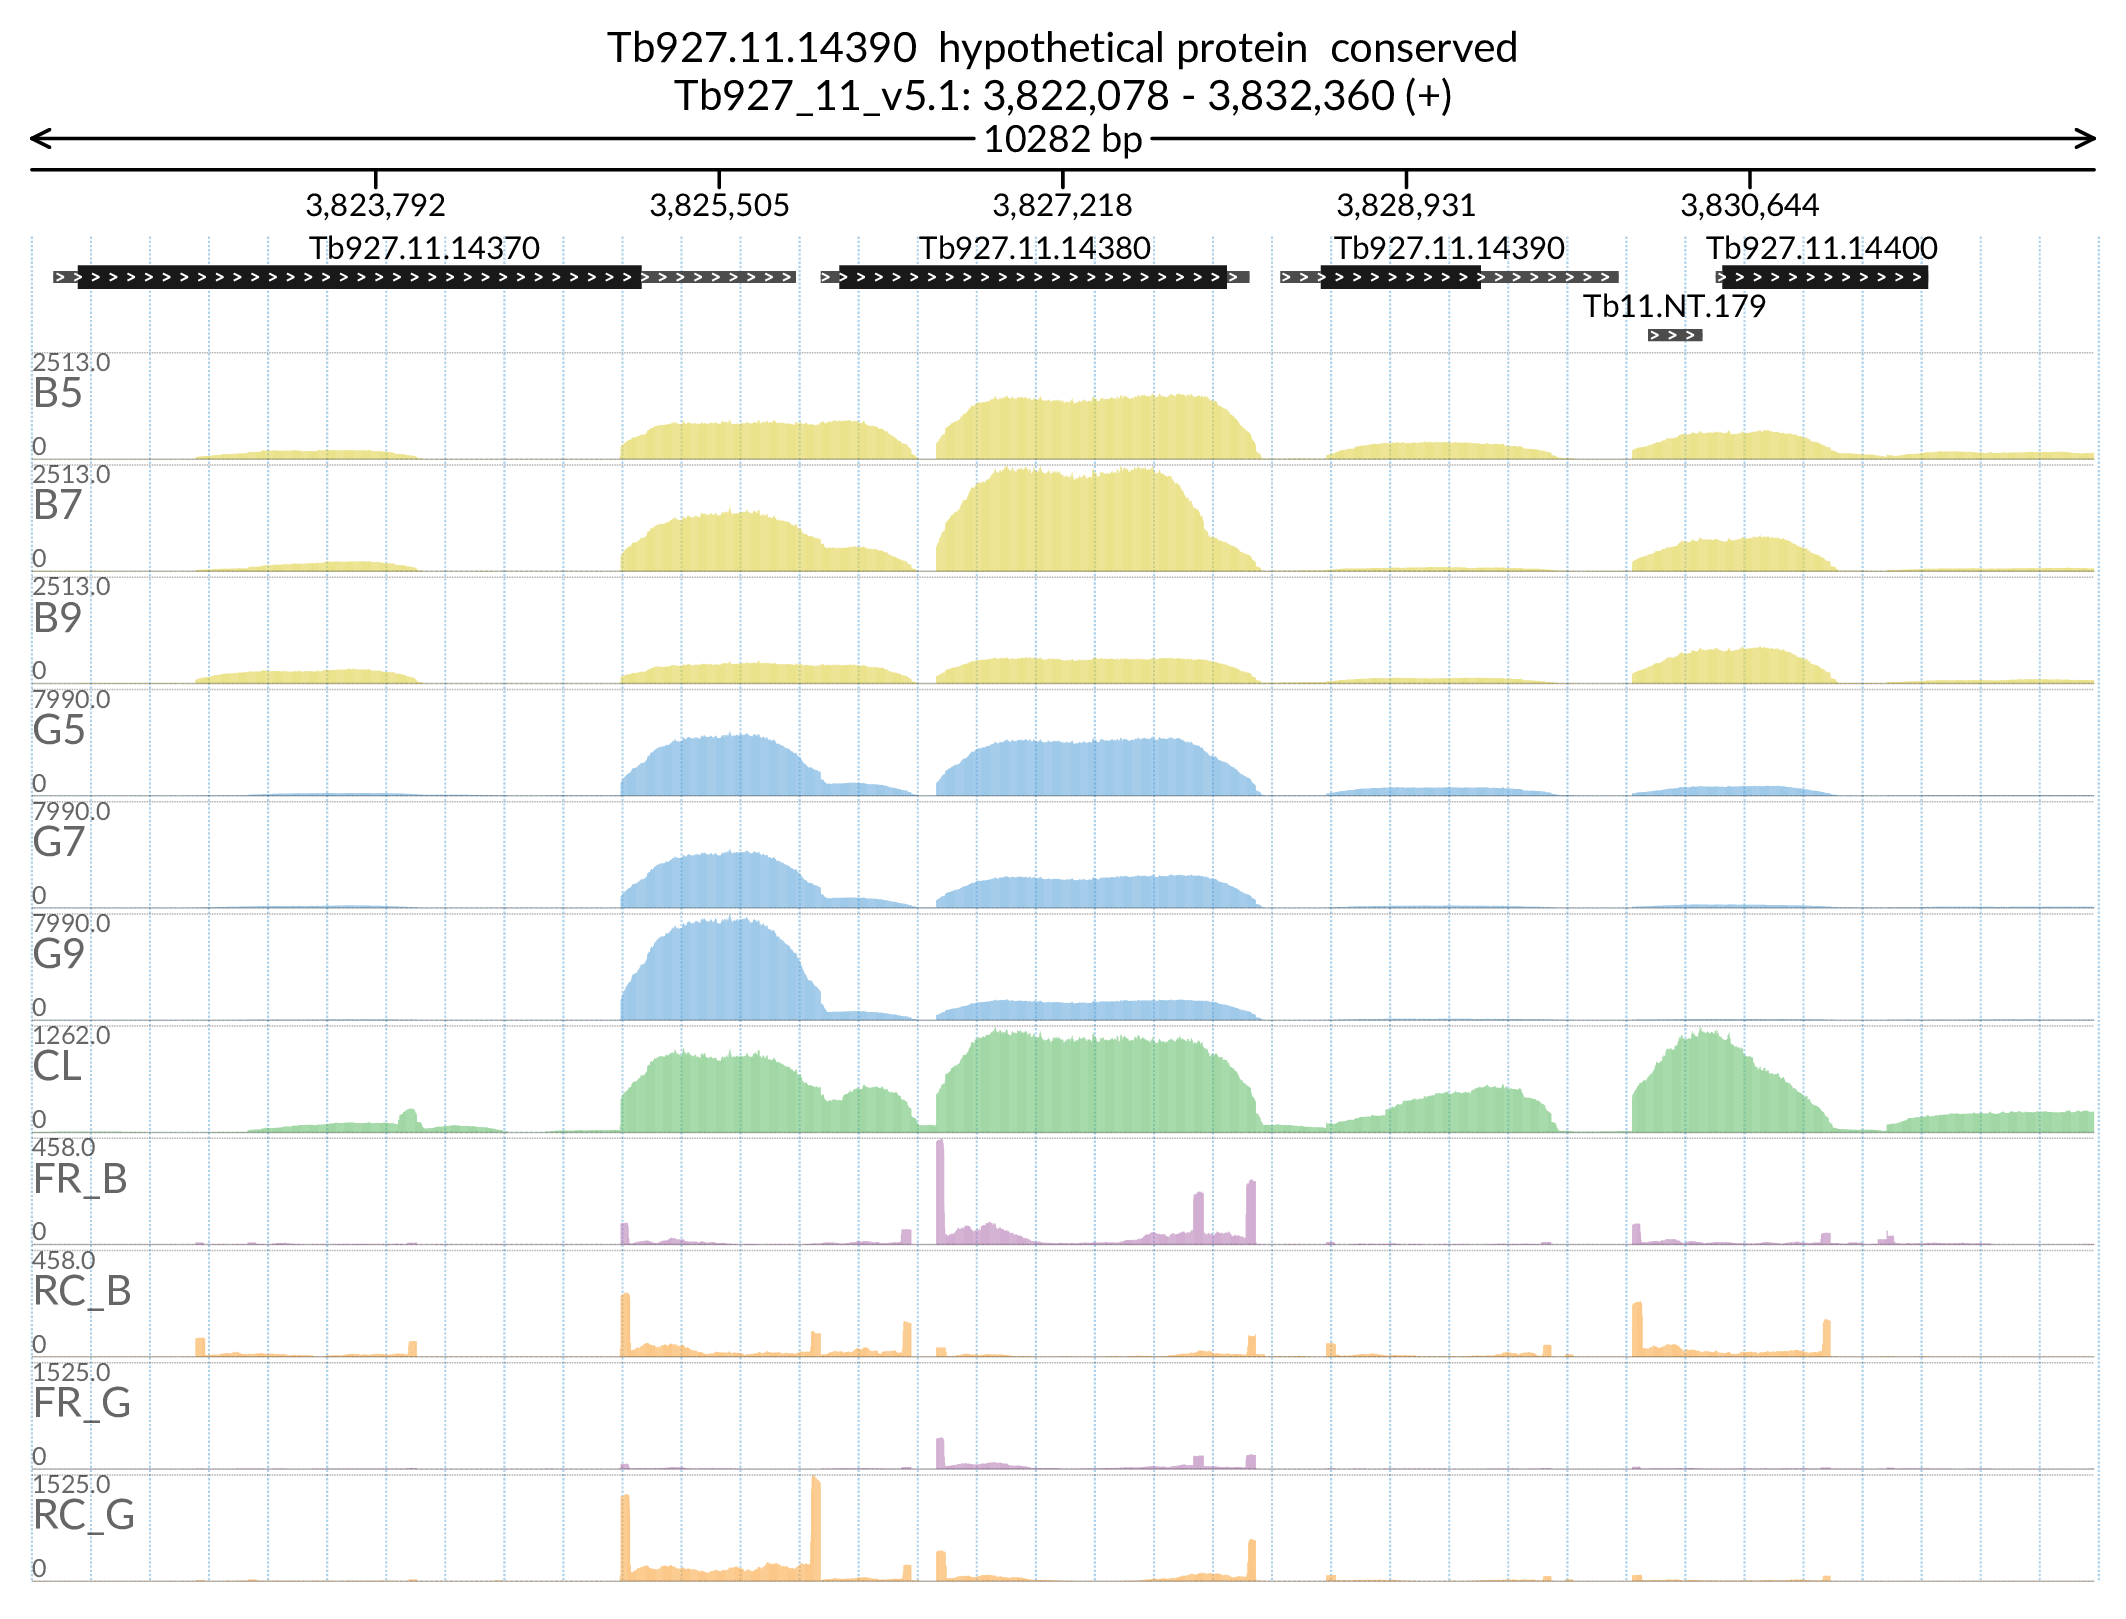 Tb927.11.14390 hypothetical protein conserved
Tb927_11_v5.1: 3,822,078 - 3,832,360 (+)
10282 bp
3,823,792 3,825,505 3,827,218 3,828,931 3,830,644
Tb927.11.14370 Tb927.11.14380 Tb927.11.14390 Tb927.11.14400
Tb11.NT.179
2513.0
B5
0
2513.0
B7
0
2513.0
B9
0
7990.0
G5
0
7990.0
G7
0
7990.0
G9
0
1262.0
CL
0
458.0
FR_B
0
458.0
RC_B
0
1525.0
FR_G
0
1525.0
RC_G
0